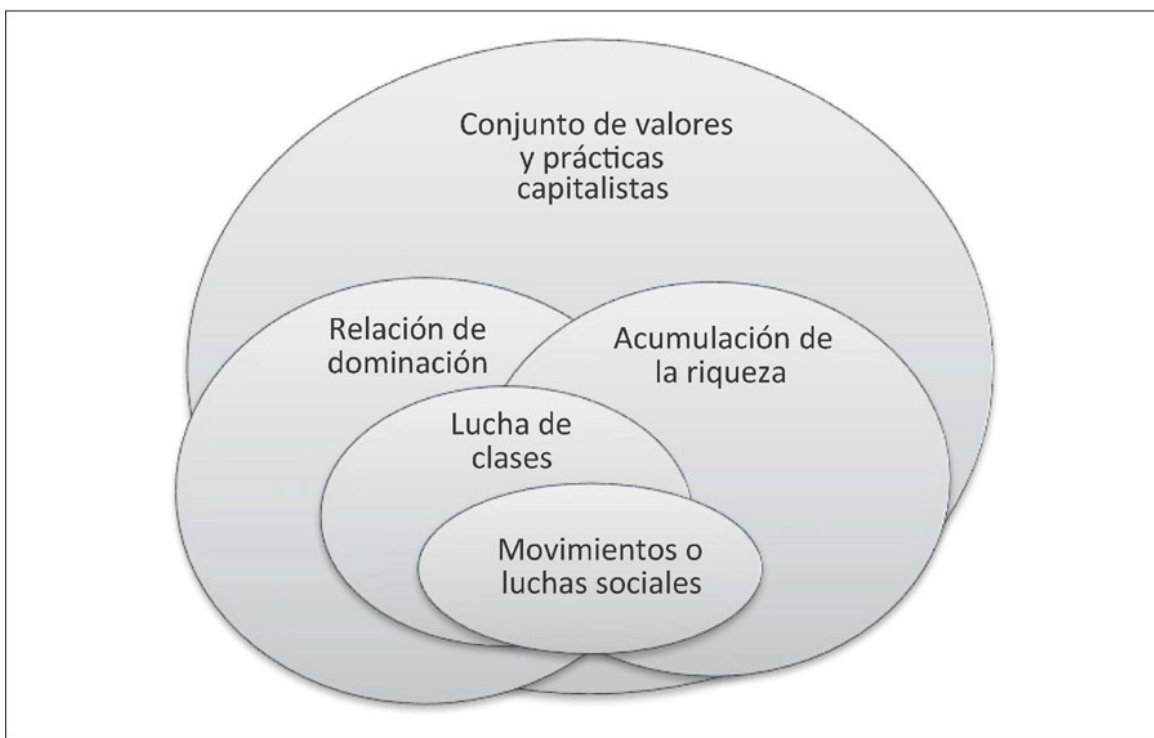 Conjunto de valores
y prácticas
capitalistas
Relación de
dominación
Acumulación de
la riqueza
Lucha de
clases
Movimientos o
luchas sociales